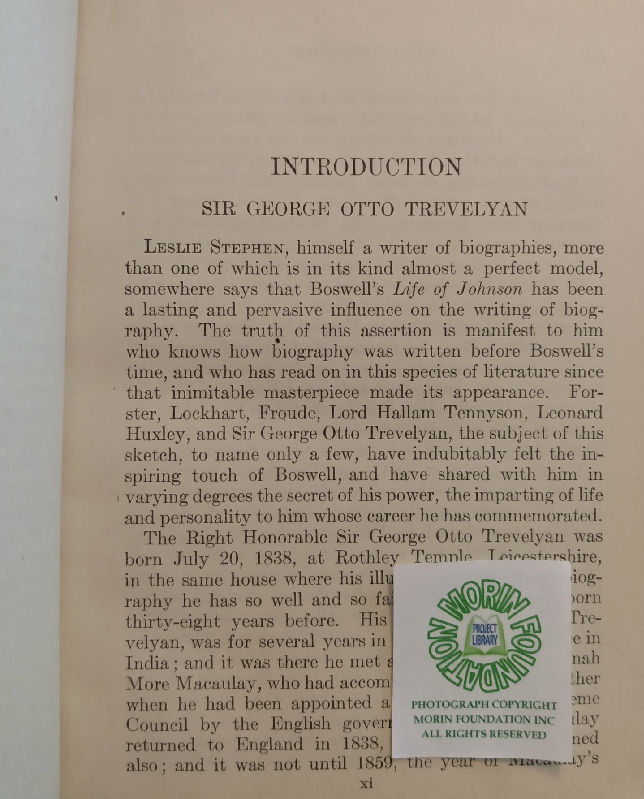 INTRODUCTION
SIR GEORGE OTTO TREVELYAN
LESLIE STEPHEN, himself a writer of biographies, more
than one of which is in its kind almost a perfect model,
somewhere says that Boswell's Life of Johnson has been
a lasting and pervasive influence on the writing of biog-
raphy. The truth of this assertion is manifest to him
who knows how biography was written before Boswell's
time, and who has read on in this species of literature since
that inimitable masterpiece made its appearance. For-
ster, Lockhart, Froude, Lord Hallam Tennyson, Leonard
Huxley, and Sir George Otto Trevelyan, the subject of this
sketch, to name only a few, have indubitably felt the in-
spiring touch of Boswell, and have shared with him in
varying degrees the secret of his power, the imparting of life
and personality to him whose career he has commemorated.
The Right Honorable Sir George Otto Trevelyan was
born July 20, 1838, at Rothley Temple, Leicestershire,
in the same house where his illu iog-
raphy he has so well and so fai orn
thirty-eight years before. His Tre-
velyan, was for several years in e in
India; and it was there he met a nah
More Macaulay, who had accom ther
when he had been appointed a eme
Council by the English gover ulay
returned to England in 1838, ned
also; and it was not until 1859, the year of Macaulay's
xi
MORIN FOUNDATION
PROJECT
LIBRARY
PHOTOGRAPH COPYRIGHT
MORIN FOUNDATION INC
ALL RIGHTS RESERVED